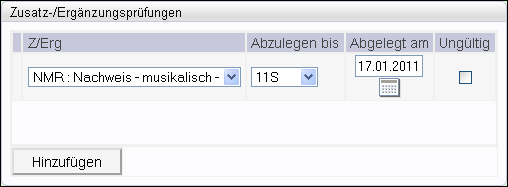 Zusatz-/Ergänzungsprüfungen
Z/Erg Abzulegen bis Abgelegt am Ungültig
NMR : Nachweis - musikalisch - 11S 17.01.2011
Hinzufügen